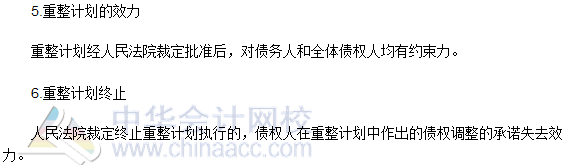 5.重整计划的效力
重整计划经人民法院裁定批准后，对债务人和全体债权人均有约束力。
6.重整计划终止
中华会计网校
人民法院裁定终止重整计划执行的，债权人在重整计划中作出的债权调整的承诺失去效
力。
www.chinaacc.com